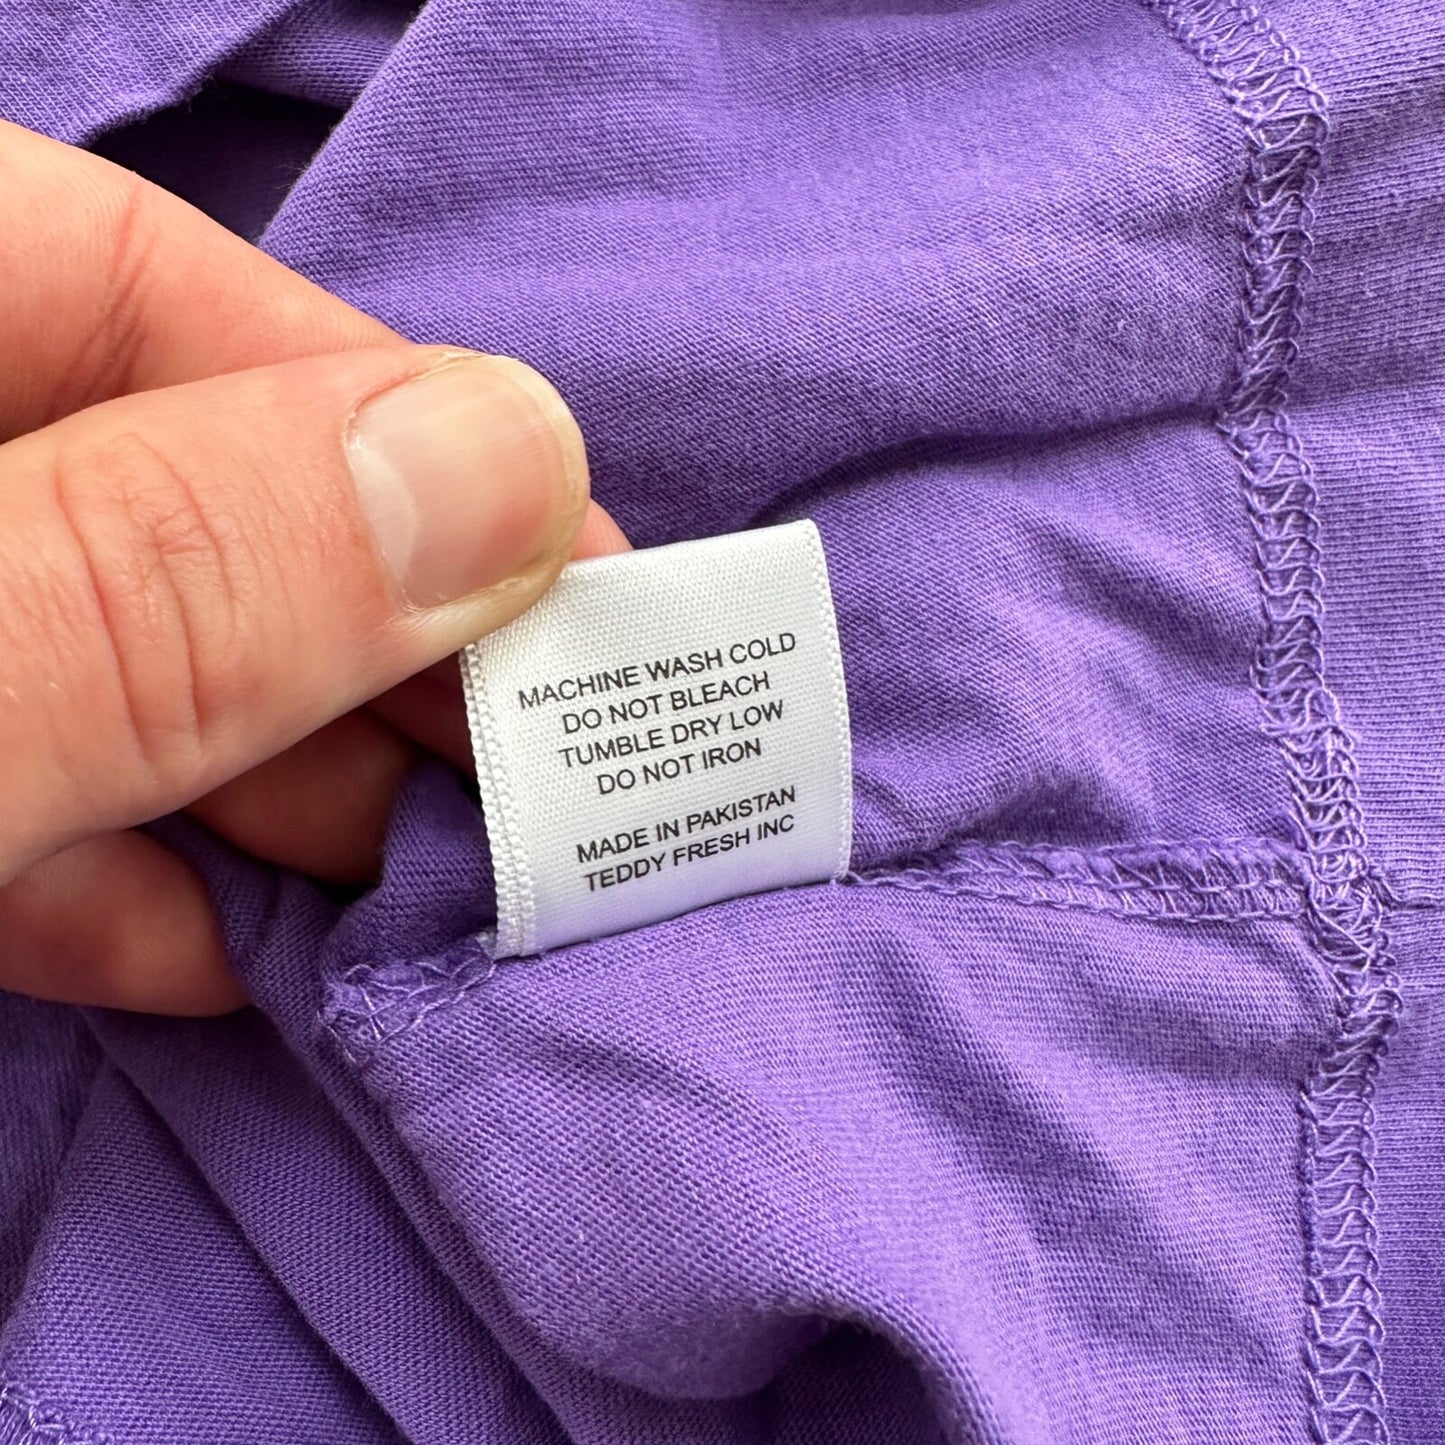 MACHINE WASH COLD
DO NOT BLEACH
TUMBLE DRY LOW
DO NOT IRON
MADE IN PAKISTAN
TEDDY FRESH INC